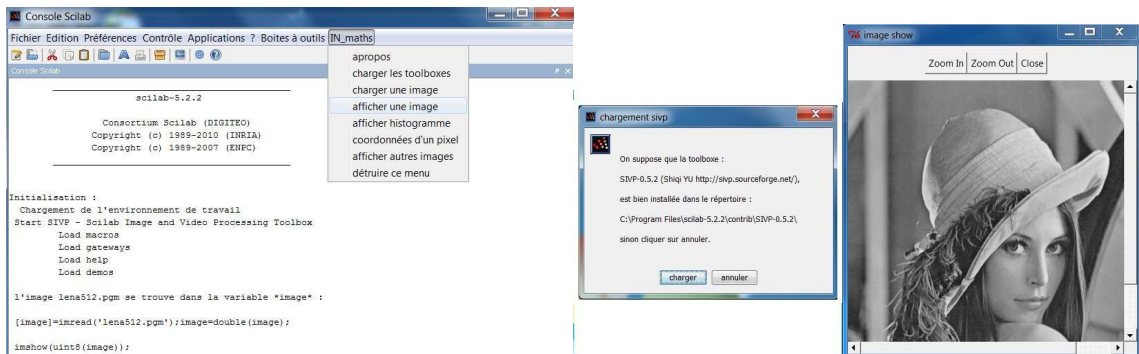 Console Scilab
Fichier Edition Préférences Contrôle Applications ? Boites à outils IN_maths
Console Scilab
apropos
charger les toolboxes
charger une image
afficher une image
afficher histogramme
coordonnées d'un pixel
afficher autres images
détruire ce menu
scilab-5.2.2
Consortium Scilab (DIGITEO)
Copyright (c) 1989-2010 (INRIA)
Copyright (c) 1989-2007 (ENPC)
Initialisation :
Chargement de l'environnement de travail
Start SIVP - Scilab Image and Video Processing Toolbox
Load macros
Load gateways
Load help
Load demos
l'image lena512.pgm se trouve dans la variable *image* :
[image]=imread('lena512.pgm');image=double(image);
imshow(uint8(image));
chargement sivp
On suppose que la toolboxe :
SIVP-0.5.2 (Shiqi YU http://sivp.sourceforge.net/),
est bien installée dans le répertoire :
C:\Program Files\scilab-5.2.2\contrib\SIVP-0.5.2\
sinon cliquer sur annuler.
charger annuler
image show
Zoom In Zoom Out Close